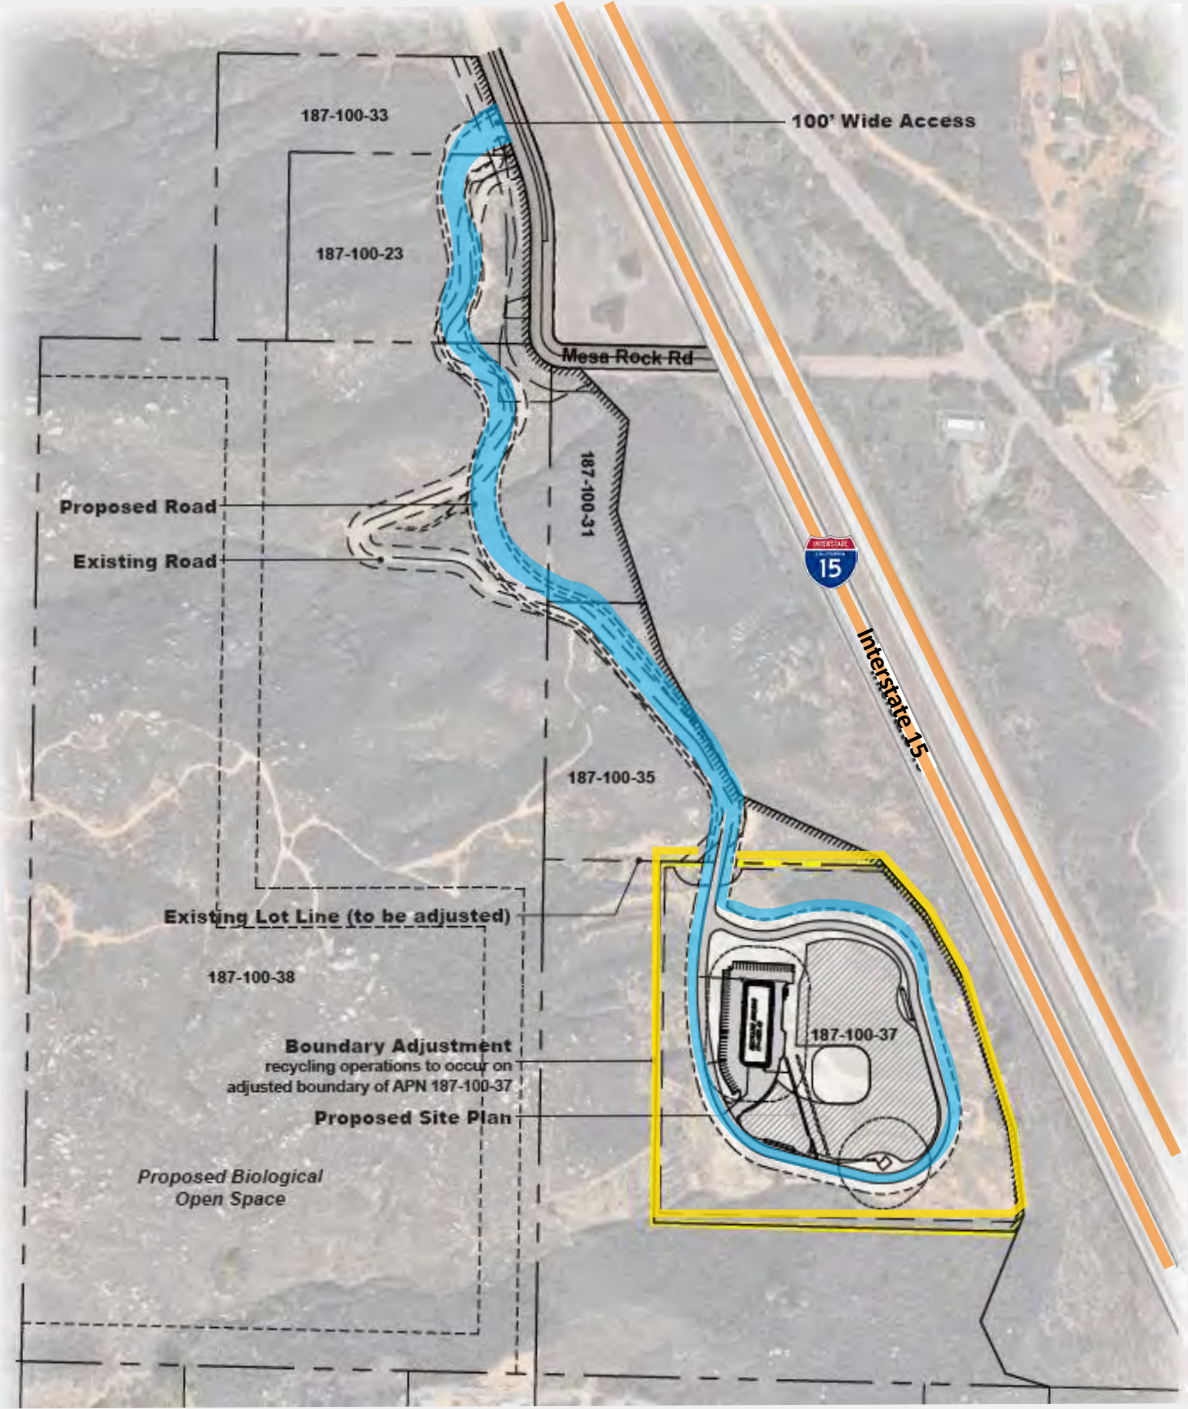 187-100-33
100' Wide Access
187-100-23
Mesa Rock Rd
187-100-31
Proposed Road
Existing Road
INTERSTATE
CALIFORNIA
15
Interstate 15
187-100-35
Existing Lot Line (to be adjusted)
187-100-38
187-100-37
Boundary Adjustment
recycling operations to occur on
adjusted boundary of APN 187-100-37
Proposed Site Plan
Proposed Biological
Open Space